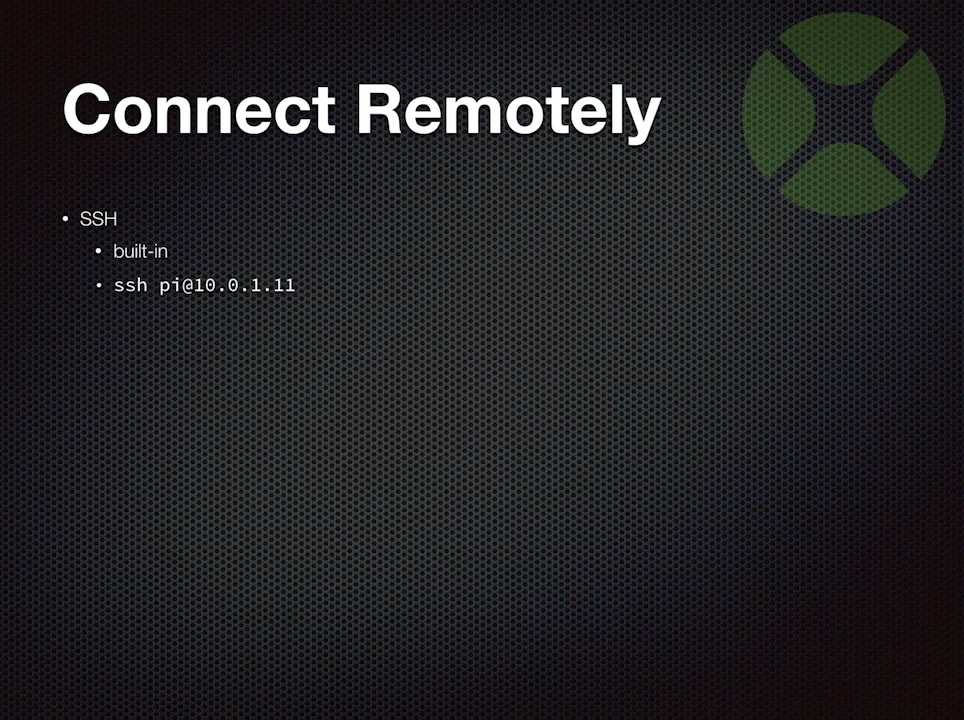 Connect Remotely
• SSH
• built-in
• ssh pi@10.0.1.11